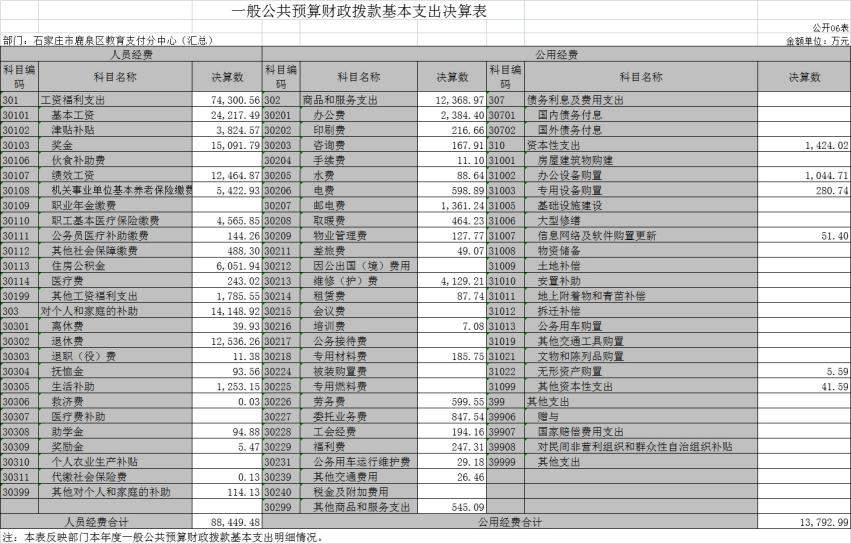 一般公共预算财政拨款基本支出决算表
公开06表
部门：石家庄市鹿泉区教育支付分中心（汇总） 金额单位：万元
人员经费 公用经费
科目编码 科目名称 决算数 科目编码 科目名称 决算数 科目编码 科目名称 决算数
301 工资福利支出 74,300.56 302 商品和服务支出 12,368.97 307 债务利息及费用支出
30101 基本工资 24,217.49 30201 办公费 2,384.40 30701 国内债务付息
30102 津贴补贴 3,824.57 30202 印刷费 216.66 30702 国外债务付息
30103 奖金 15,091.79 30203 咨询费 167.91 310 资本性支出 1,424.02
30106 伙食补助费 30204 手续费 11.10 31001 房屋建筑物购建
30107 绩效工资 12,464.87 30205 水费 88.64 31002 办公设备购置 1,044.71
30108 机关事业单位基本养老保险缴费 5,422.93 30206 电费 598.89 31003 专用设备购置 280.74
30109 职业年金缴费 30207 邮电费 1,361.24 31005 基础设施建设
30110 职工基本医疗保险缴费 4,565.85 30208 取暖费 464.23 31006 大型修缮
30111 公务员医疗补助缴费 144.26 30209 物业管理费 127.77 31007 信息网络及软件购置更新 51.40
30112 其他社会保障缴费 488.30 30211 差旅费 49.07 31008 物资储备
30113 住房公积金 6,051.94 30212 因公出国（境）费用 31009 土地补偿
30114 医疗费 243.02 30213 维修（护）费 4,129.21 31010 安置补助
30199 其他工资福利支出 1,785.55 30214 租赁费 87.74 31011 地上附着物和青苗补偿
303 对个人和家庭的补助 14,148.92 30215 会议费 31012 拆迁补偿
30301 离休费 39.93 30216 培训费 7.08 31013 公务用车购置
30302 退休费 12,536.26 30217 公务接待费 31019 其他交通工具购置
30303 退职（役）费 11.38 30218 专用材料费 185.75 31021 文物和陈列品购置
30304 抚恤金 93.56 30224 被装购置费 31022 无形资产购置 5.59
30305 生活补助 1,253.15 30225 专用燃料费 31099 其他资本性支出 41.59
30306 救济费 0.03 30226 劳务费 599.55 399 其他支出
30307 医疗费补助 30227 委托业务费 847.54 39906 赠与
30308 助学金 94.88 30228 工会经费 194.16 39907 国家赔偿费用支出
30309 奖励金 5.47 30229 福利费 247.31 39908 对民间非营利组织和群众性自治组织补贴
30310 个人农业生产补贴 30231 公务用车运行维护费 29.18 39999 其他支出
30311 代缴社会保险费 0.13 30239 其他交通费用 26.46
30399 其他对个人和家庭的补助 114.13 30240 税金及附加费用
30299 其他商品和服务支出 545.09
人员经费合计 88,449.48 公用经费合计 13,792.99
注：本表反映部门本年度一般公共预算财政拨款基本支出明细情况。